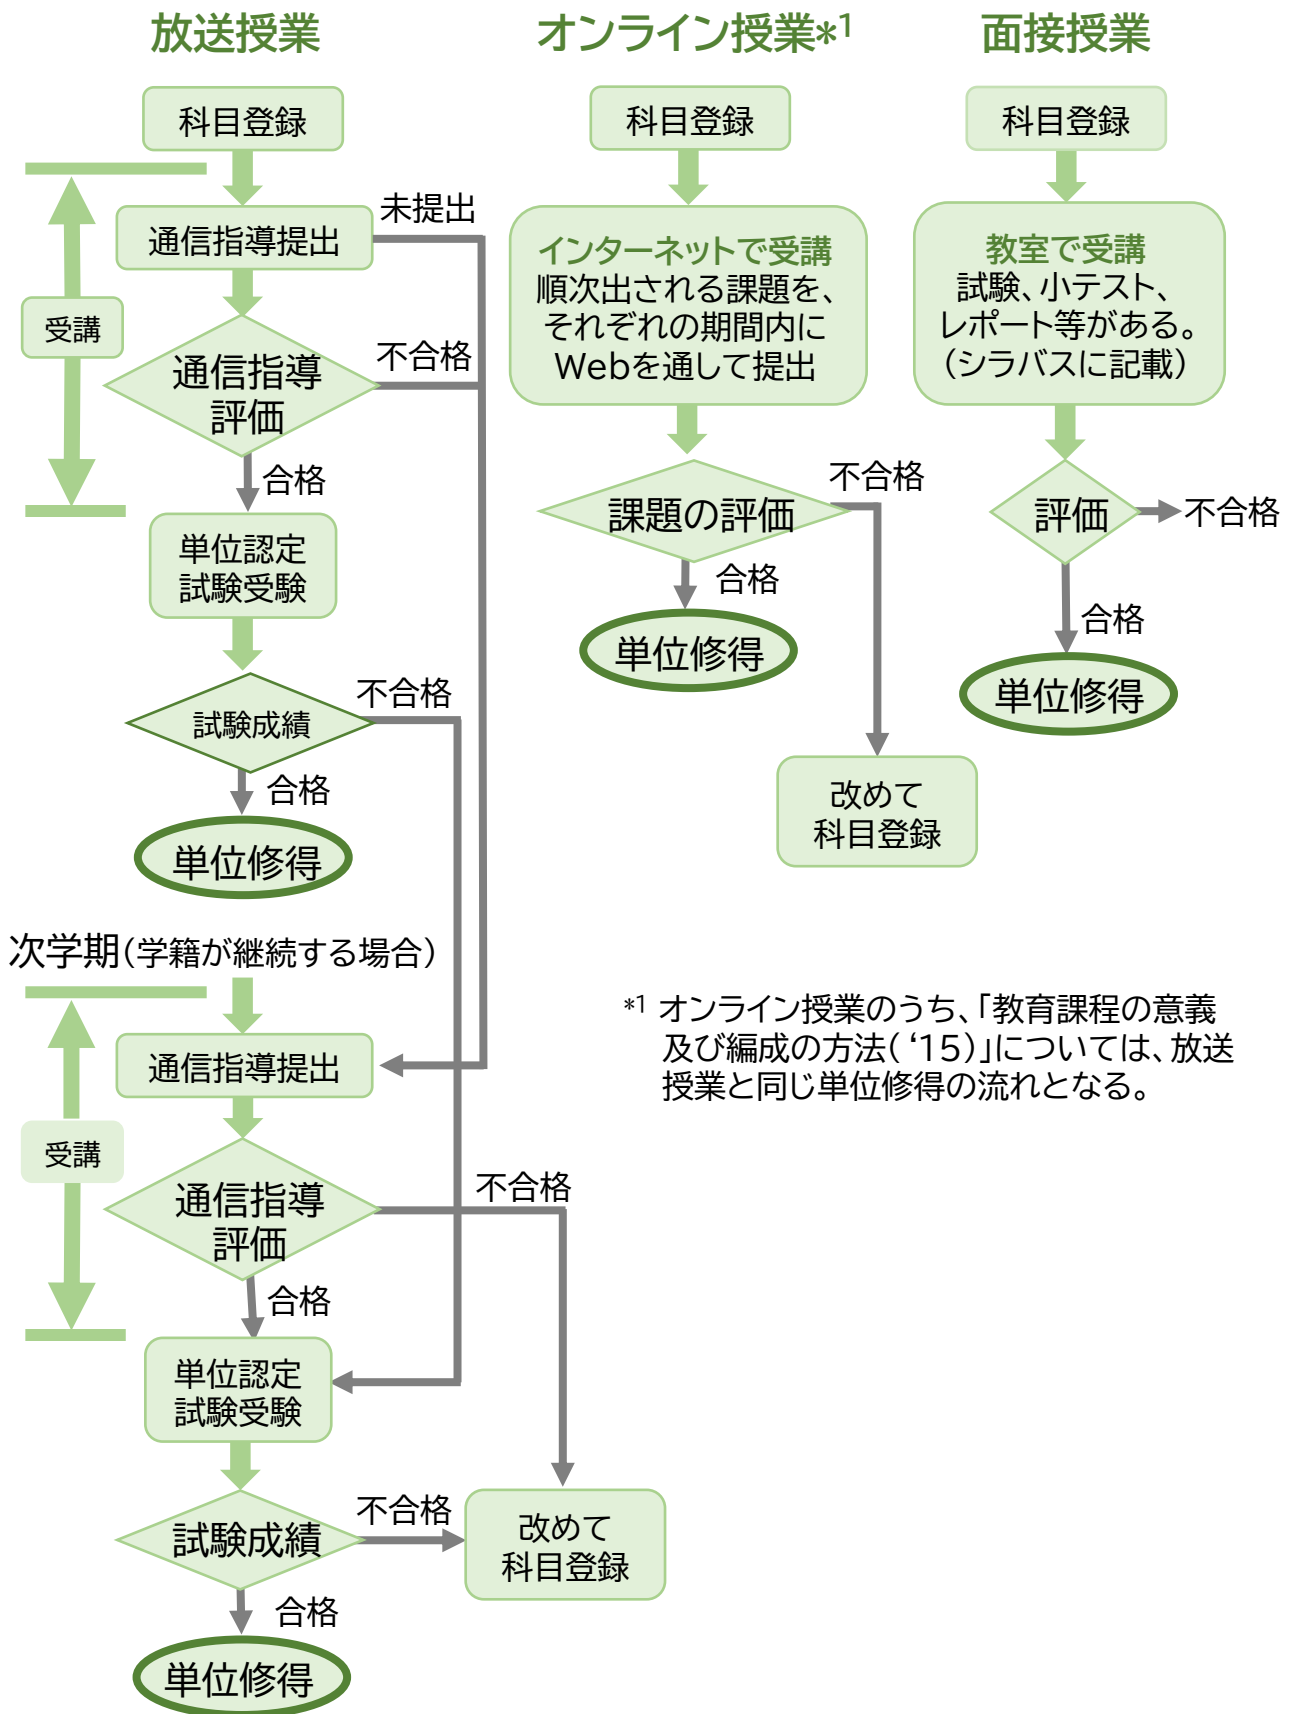 放送授業
科目登録
通信指導提出
未提出
受講
通信指導
評価
不合格
合格
単位認定
試験受験
試験成績
不合格
合格
単位修得
次学期(学籍が継続する場合)
通信指導提出
受講
通信指導
評価
不合格
合格
単位認定
試験受験
試験成績
不合格
合格
単位修得
改めて
科目登録
オンライン授業*1
科目登録
インターネットで受講
順次出される課題を、
それぞれの期間内に
Webを通して提出
課題の評価
不合格
合格
単位修得
改めて
科目登録
面接授業
科目登録
教室で受講
試験、小テスト、
レポート等がある。
(シラバスに記載)
評価
不合格
合格
単位修得
*1 オンライン授業のうち、「教育課程の意義
及び編成の方法(‘15)」については、放送
授業と同じ単位修得の流れとなる。